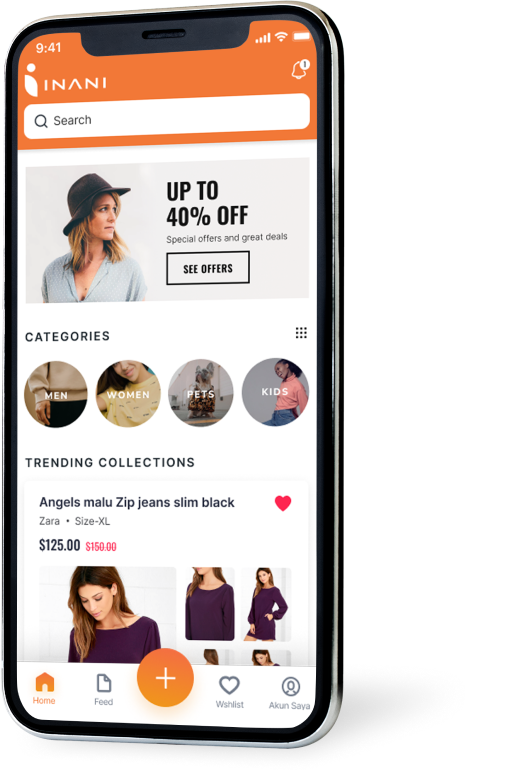 9:41
INANI
1
Search
UP TO
40% OFF
Special offers and great deals
SEE OFFERS
CATEGORIES
MEN
WOMEN
PETS
KIDS
TRENDING COLLECTIONS
Angels malu Zip jeans slim black
Zara • Size-XL
$125.00 $150.00
Home
Feed
Wshlist
Akun Saya